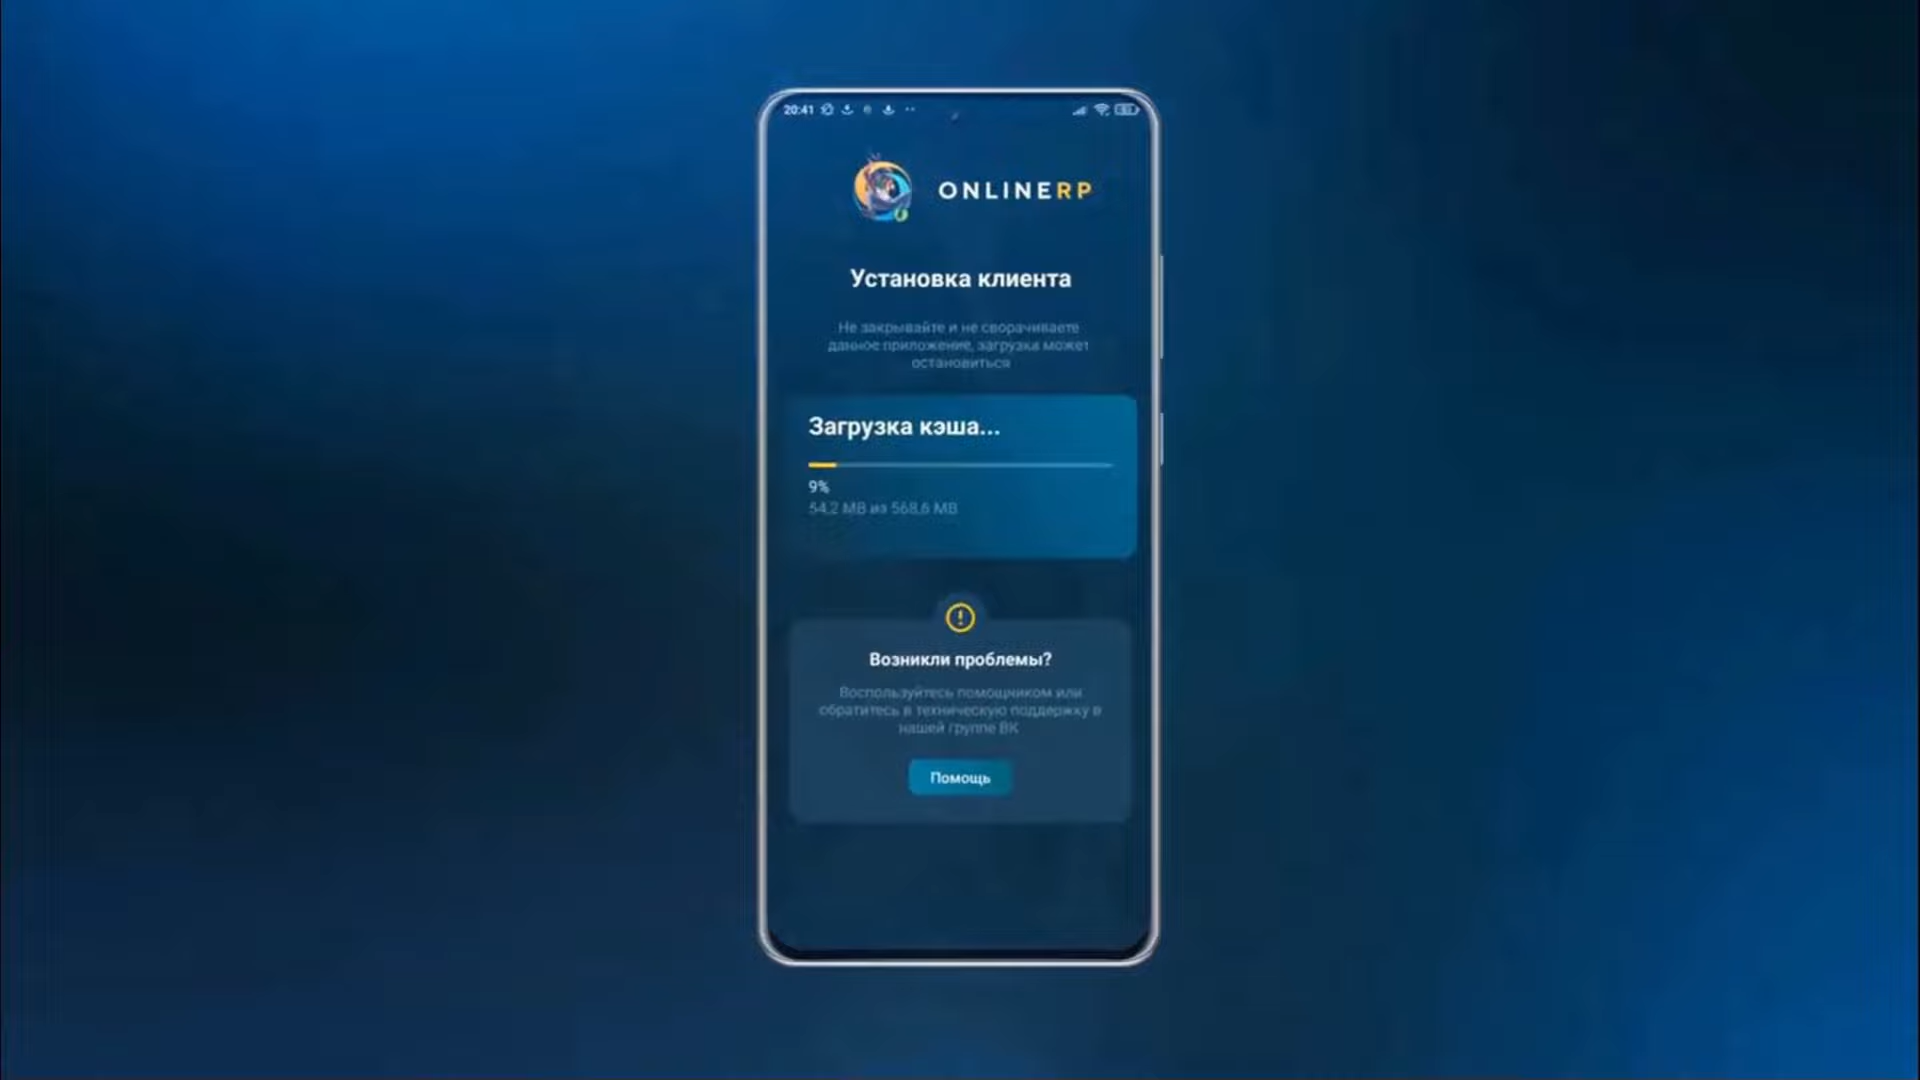 20:41
ONLINERP
Установка клиента
Не закрывайте и не сворачиваете
данное приложение, загрузка может
остановиться
Загрузка кэша...
9%
54,2 MB из 568,6 MB
Возникли проблемы?
Воспользуйтесь помощником или
обратитесь в техническую поддержку в
нашей группе ВК
Помощь